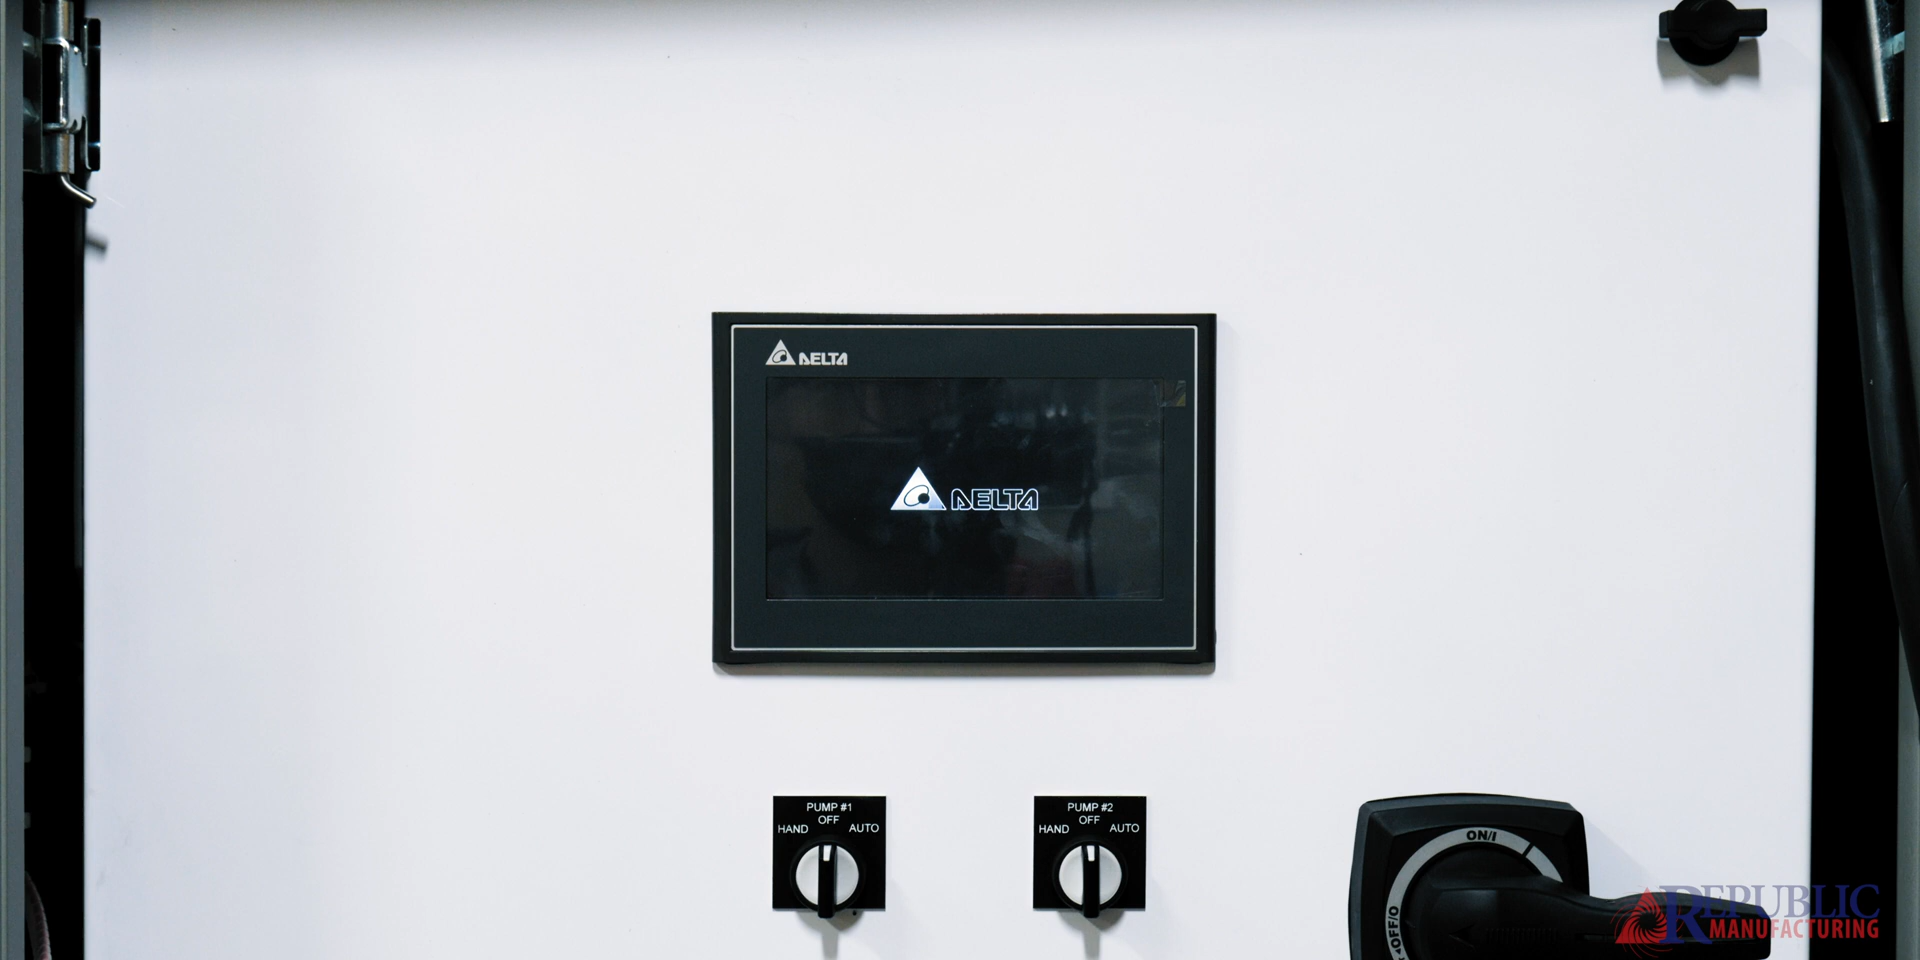 DELTA
DELTA
PUMP #1
OFF
HAND AUTO
PUMP #2
OFF
HAND AUTO
ON/I
OFF/O
REPUBLIC
MANUFACTURING